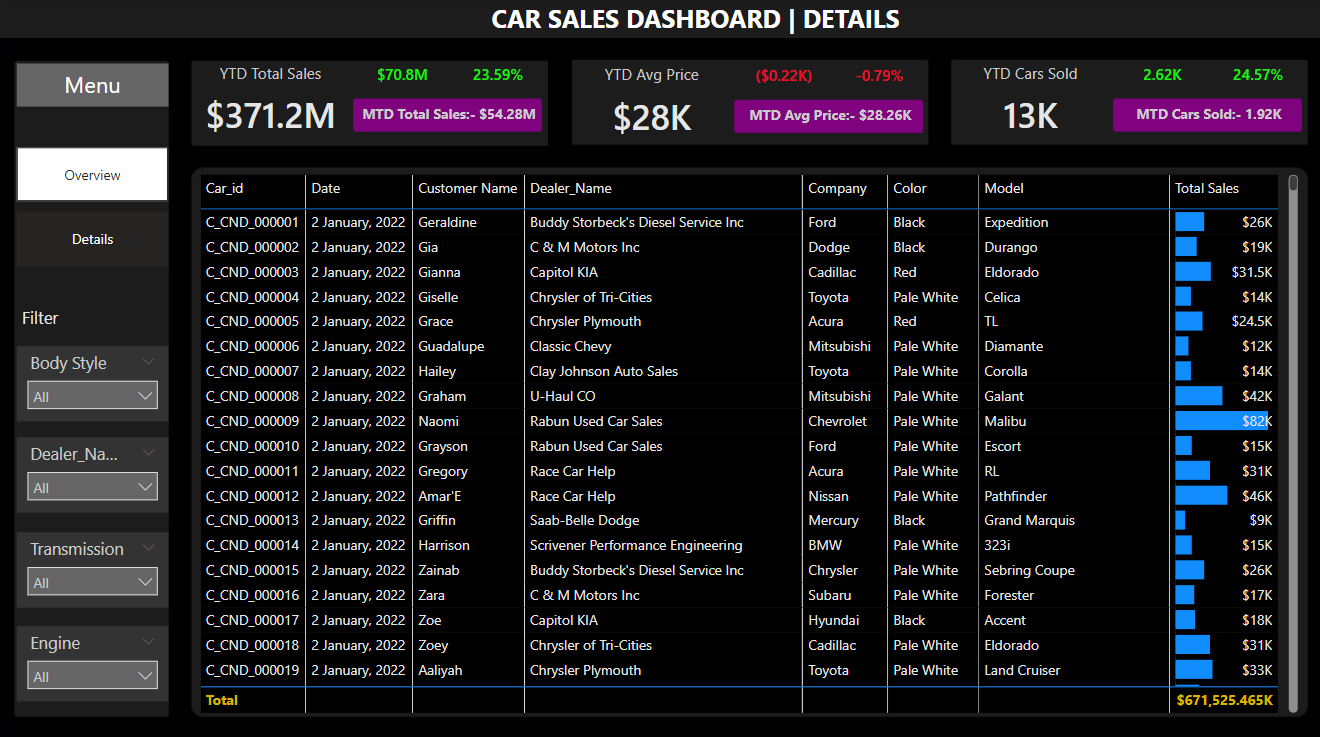 CAR SALES DASHBOARD | DETAILS
Menu
Overview
Details
Filter
Body Style
All
Dealer_Na...
All
Transmission
All
Engine
All
YTD Total Sales $70.8M 23.59%
$371.2M MTD Total Sales:- $54.28M
YTD Avg Price ($0.22K) -0.79%
$28K MTD Avg Price:- $28.26K
YTD Cars Sold 2.62K 24.57%
13K MTD Cars Sold:- 1.92K
Car_id Date Customer Name Dealer_Name Company Color Model Total Sales
C_CND_000001 2 January, 2022 Geraldine Buddy Storbeck's Diesel Service Inc Ford Black Expedition $26K
C_CND_000002 2 January, 2022 Gia C & M Motors Inc Dodge Black Durango $19K
C_CND_000003 2 January, 2022 Gianna Capitol KIA Cadillac Red Eldorado $31.5K
C_CND_000004 2 January, 2022 Giselle Chrysler of Tri-Cities Toyota Pale White Celica $14K
C_CND_000005 2 January, 2022 Grace Chrysler Plymouth Acura Red TL $24.5K
C_CND_000006 2 January, 2022 Guadalupe Classic Chevy Mitsubishi Pale White Diamante $12K
C_CND_000007 2 January, 2022 Hailey Clay Johnson Auto Sales Toyota Pale White Corolla $14K
C_CND_000008 2 January, 2022 Graham U-Haul CO Mitsubishi Pale White Galant $42K
C_CND_000009 2 January, 2022 Naomi Rabun Used Car Sales Chevrolet Pale White Malibu $82K
C_CND_000010 2 January, 2022 Grayson Rabun Used Car Sales Ford Pale White Escort $15K
C_CND_000011 2 January, 2022 Gregory Race Car Help Acura Pale White RL $31K
C_CND_000012 2 January, 2022 Amar'E Race Car Help Nissan Pale White Pathfinder $46K
C_CND_000013 2 January, 2022 Griffin Saab-Belle Dodge Mercury Black Grand Marquis $9K
C_CND_000014 2 January, 2022 Harrison Scrivener Performance Engineering BMW Pale White 323i $15K
C_CND_000015 2 January, 2022 Zainab Buddy Storbeck's Diesel Service Inc Chrysler Pale White Sebring Coupe $26K
C_CND_000016 2 January, 2022 Zara C & M Motors Inc Subaru Pale White Forester $17K
C_CND_000017 2 January, 2022 Zoe Capitol KIA Hyundai Black Accent $18K
C_CND_000018 2 January, 2022 Zoey Chrysler of Tri-Cities Cadillac Pale White Eldorado $31K
C_CND_000019 2 January, 2022 Aaliyah Chrysler Plymouth Toyota Pale White Land Cruiser $33K
Total $671,525.465K